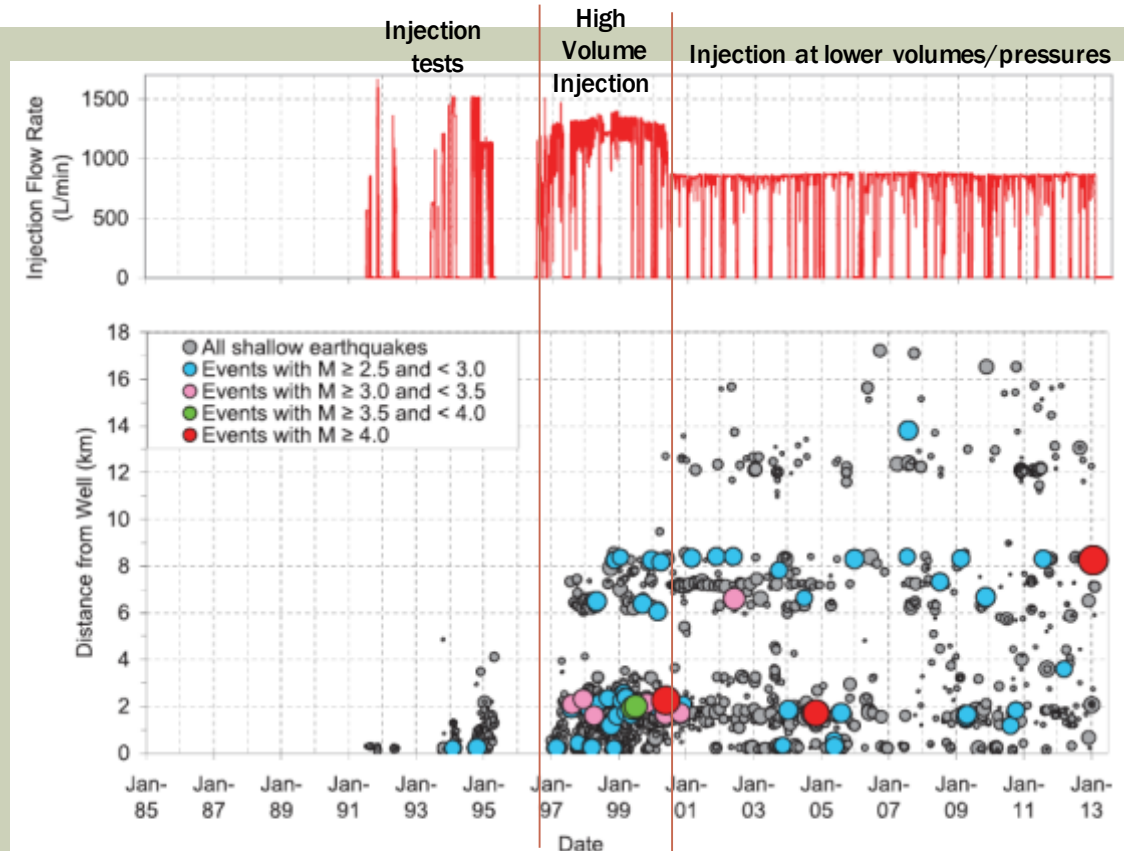 Injection
tests
High
Volume
Injection
Injection at lower volumes/pressures
Injection Flow Rate
(L/min)
1500
1000
500
0
Distance from Well (km)
18
16
14
12
10
8
6
4
2
0
All shallow earthquakes
Events with M ≥ 2.5 and < 3.0
Events with M ≥ 3.0 and < 3.5
Events with M ≥ 3.5 and < 4.0
Events with M ≥ 4.0
Jan- Jan- Jan- Jan- Jan- Jan- Jan- Jan- Jan- Jan- Jan- Jan- Jan- Jan- Jan-
85 87 89 91 93 95 97 99 01 03 05 07 09 11 13
Date